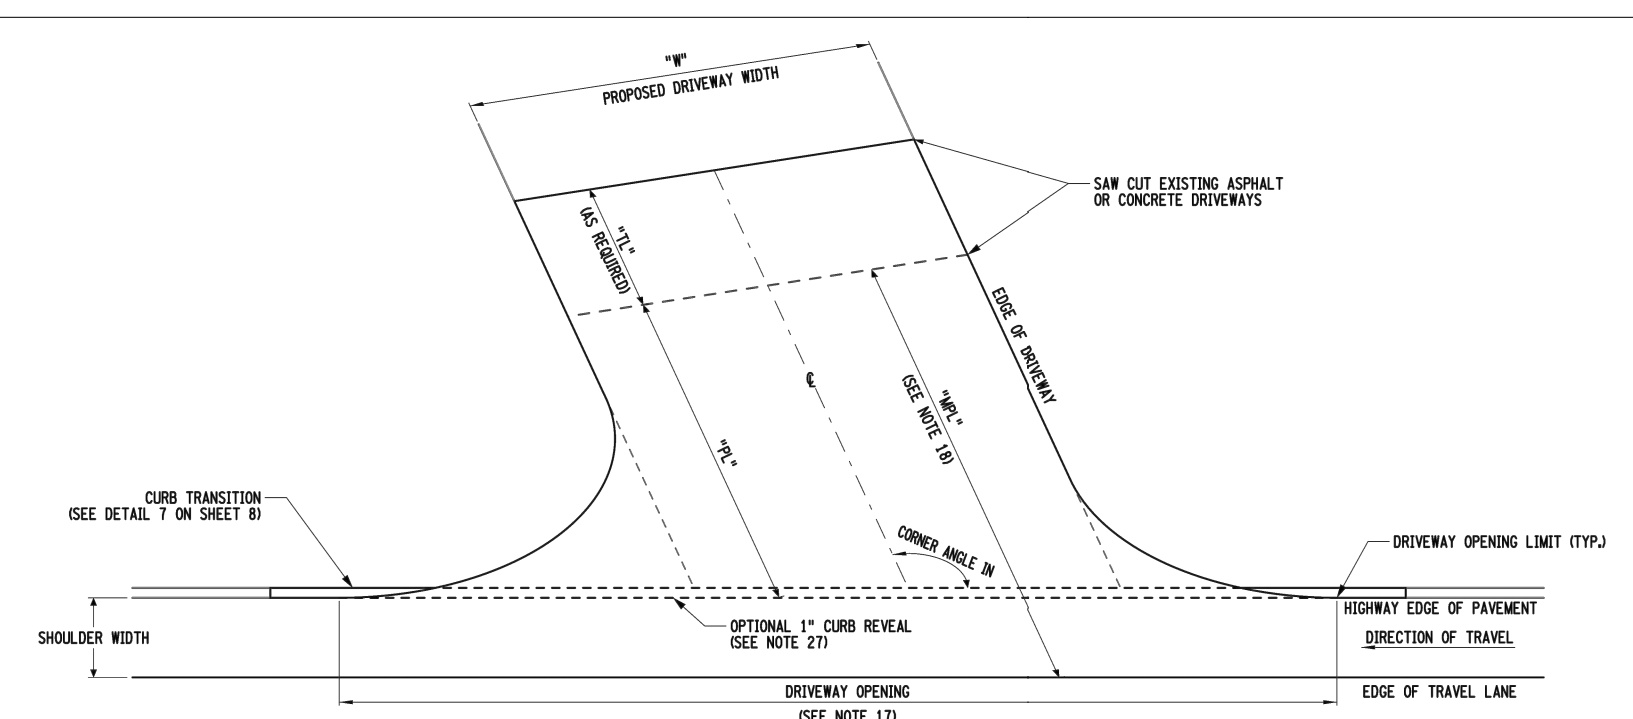 "W"
PROPOSED DRIVEWAY WIDTH
SAW CUT EXISTING ASPHALT
OR CONCRETE DRIVEWAYS
"TL"
(AS REQUIRED)
EDGE OF DRIVEWAY
"MPL"
(SEE NOTE 18)
"PL"
CURB TRANSITION
(SEE DETAIL 7 ON SHEET 8)
CORNER ANGLE IN
DRIVEWAY OPENING LIMIT (TYP.)
HIGHWAY EDGE OF PAVEMENT
OPTIONAL 1" CURB REVEAL
(SEE NOTE 27)
SHOULDER WIDTH
DIRECTION OF TRAVEL
DRIVEWAY OPENING
(SEE NOTE 17)
EDGE OF TRAVEL LANE